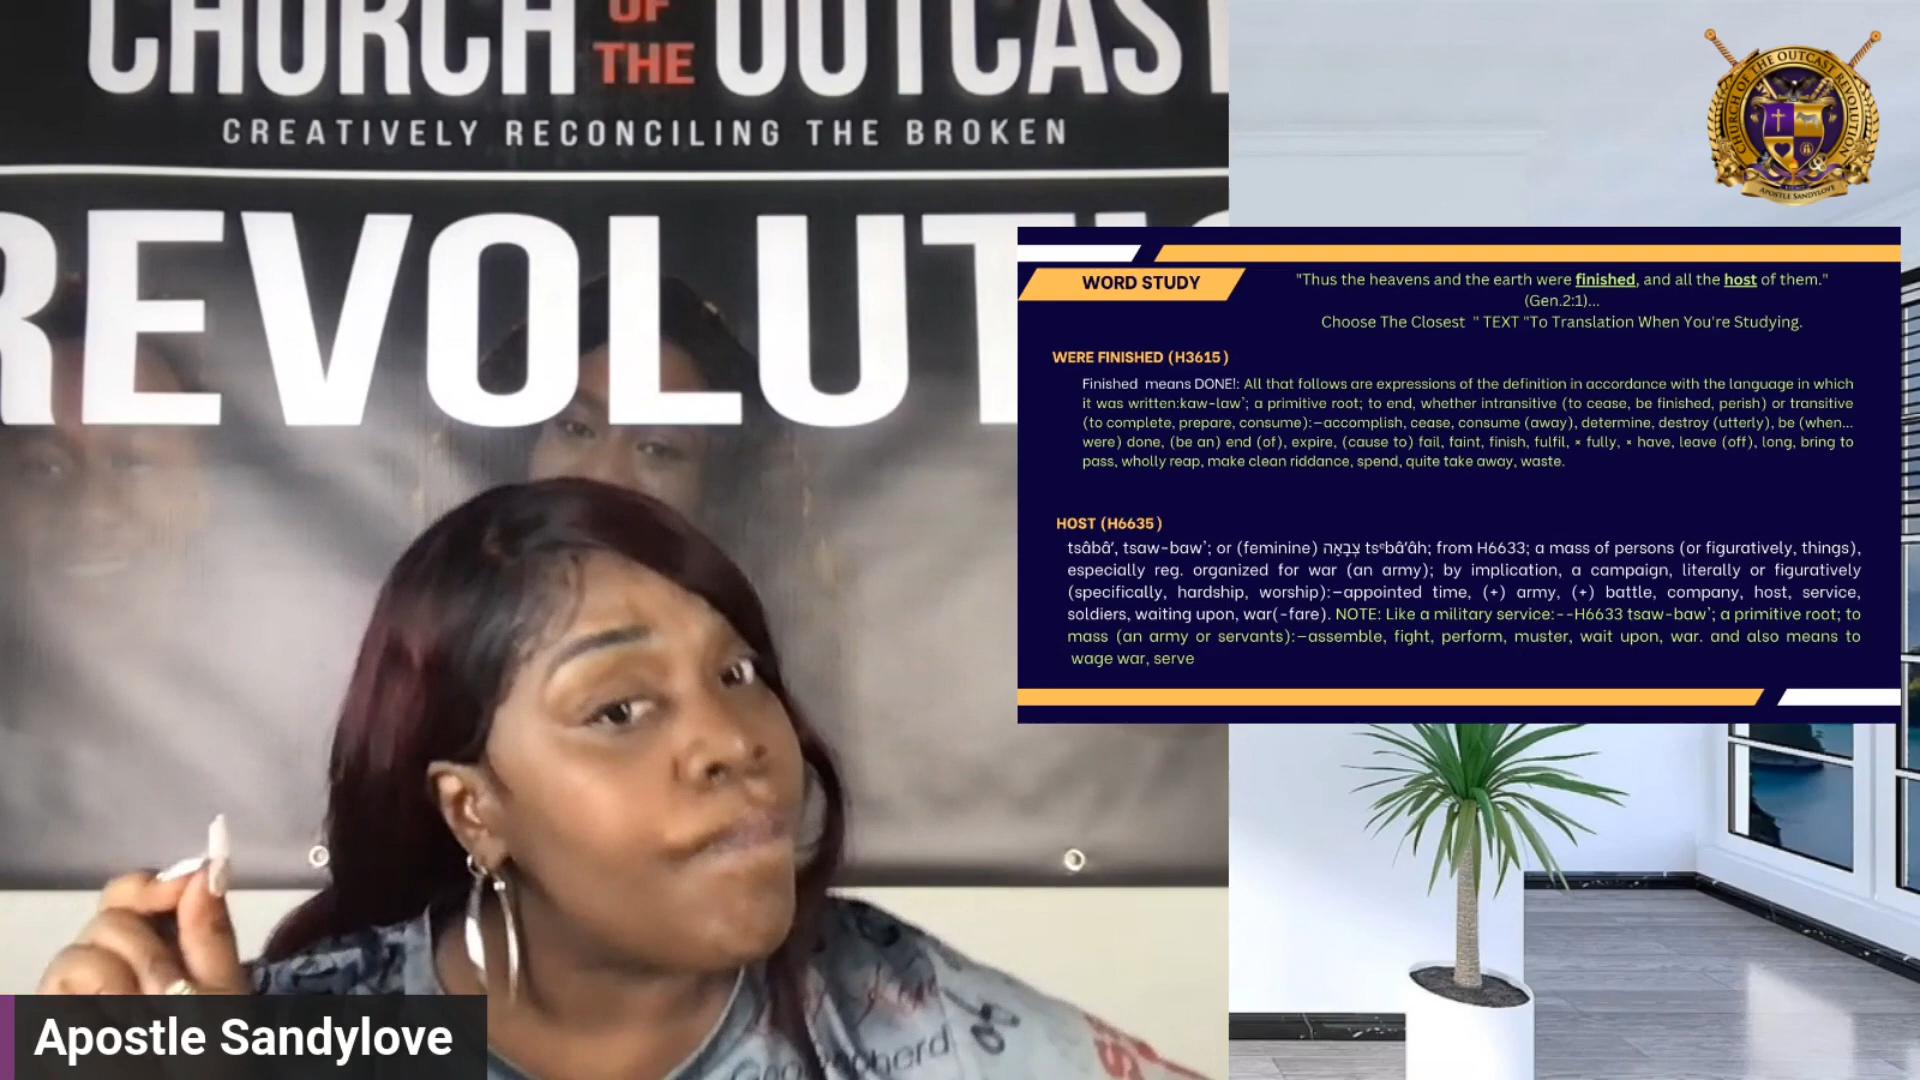 CHURCH OF THE OUTCAST
CREATIVELY RECONCILING THE BROKEN
REVOLUTI
CHURCH OF THE OUTCAST REVOLUTION
APOSTLE SANDYLOVE
WORD STUDY
"Thus the heavens and the earth were finished, and all the host of them."
(Gen.2:1)...
Choose The Closest " TEXT "To Translation When You're Studying.
WERE FINISHED (H3615)
Finished means DONE!: All that follows are expressions of the definition in accordance with the language in which
it was written:kaw-law'; a primitive root; to end, whether intransitive (to cease, be finished, perish) or transitive
(to complete, prepare, consume):—accomplish, cease, consume (away), determine, destroy (utterly), be (when...
were) done, (be an) end (of), expire, (cause to) fail, faint, finish, fulfil, × fully, × have, leave (off), long, bring to
pass, wholly reap, make clean riddance, spend, quite take away, waste.
HOST (H6635)
tsâbâʼ, tsaw-baw'; or (feminine) צְבָאָה tsᵉbâʼâh; from H6633; a mass of persons (or figuratively, things),
especially reg. organized for war (an army); by implication, a campaign, literally or figuratively
(specifically, hardship, worship):—appointed time, (+) army, (+) battle, company, host, service,
soldiers, waiting upon, war(-fare). NOTE: Like a military service:--H6633 tsaw-baw'; a primitive root; to
mass (an army or servants):—assemble, fight, perform, muster, wait upon, war. and also means to
wage war, serve
Apostle Sandylove